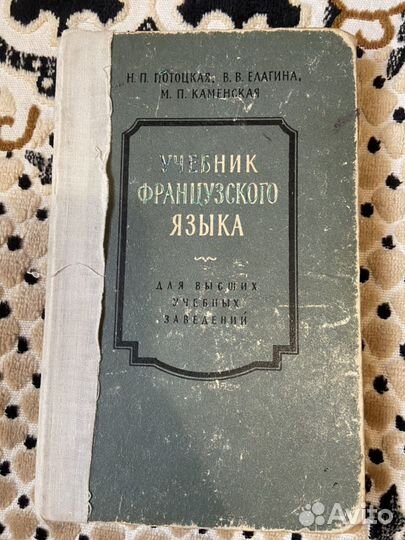 Н. П. ПОТОЦКАЯ, В. В. ЕЛАГИНА,
М. П. КАМЕНСКАЯ
УЧЕБНИК
ФРАНЦУЗСКОГО
ЯЗЫКА
ДЛЯ ВЫСШИХ
УЧЕБНЫХ
ЗАВЕДЕНИЙ
Avito